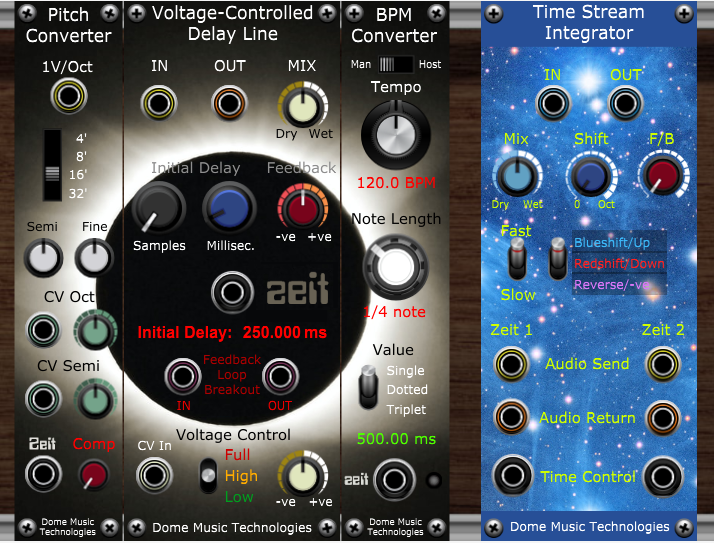 Pitch
Converter
1V/Oct
4'
8'
16'
32'
Semi
Fine
CV Oct
CV Semi
zeit
Comp
Dome Music
Technologies
Voltage-Controlled
Delay Line
IN
OUT
MIX
Dry
Wet
Initial Delay
Feedback
Samples
Millisec.
-ve
+ve
zeit
Initial Delay: 250.000 ms
Feedback
Loop
Breakout
IN
OUT
Voltage Control
CV In
Full
High
Low
-ve
+ve
Dome Music Technologies
BPM
Converter
Man
Host
Tempo
120.0 BPM
Note Length
1/4 note
Value
Single
Dotted
Triplet
500.00 ms
zeit
Dome Music
Technologies
Time Stream
Integrator
IN
OUT
Mix
Shift
F/B
Dry
Wet
0
Oct
Fast
Slow
Blueshift/Up
Redshift/Down
Reverse/-ve
Zeit 1
Zeit 2
Audio Send
Audio Return
Time Control
Dome Music Technologies